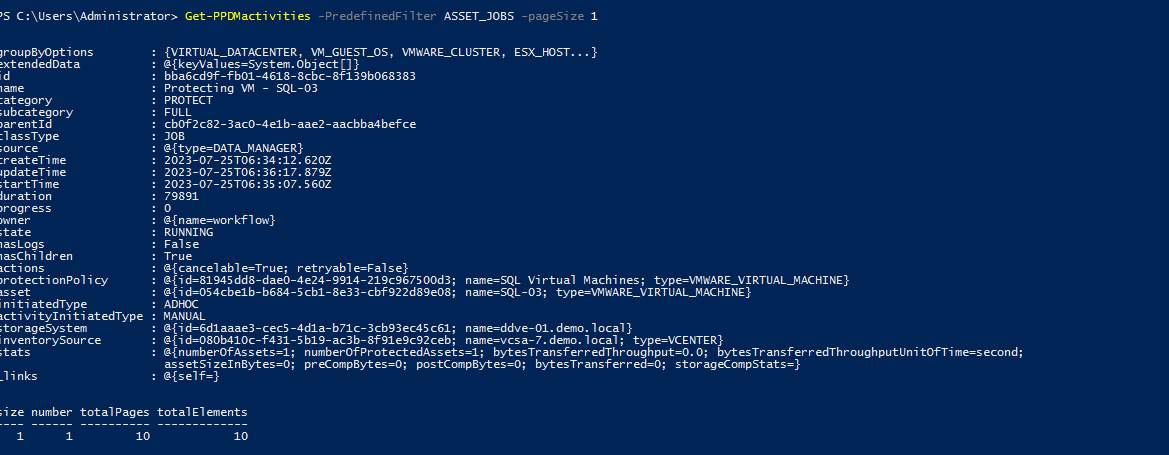 PS C:\Users\Administrator> Get-PPDMactivities -PredefinedFilter ASSET_JOBS -pageSize 1
groupByOptions : {VIRTUAL_DATACENTER, VM_GUEST_OS, VMWARE_CLUSTER, ESX_HOST...}
extendedData : @{keyValues=System.Object[]}
id : bba6cd9f-fb01-4618-8cbc-8f139b068383
name : Protecting VM - SQL-03
category : PROTECT
subcategory : FULL
parentId : cb0f2c82-3ac0-4e1b-aae2-aacbba4befce
classType : JOB
source : @{type=DATA_MANAGER}
createTime : 2023-07-25T06:34:12.620Z
updateTime : 2023-07-25T06:36:17.879Z
startTime : 2023-07-25T06:35:07.560Z
duration : 79891
progress : 0
owner : @{name=workflow}
state : RUNNING
hasLogs : False
hasChildren : True
actions : @{cancelable=True; retryable=False}
protectionPolicy : @{id=81945dd8-dae0-4e24-9914-219c967500d3; name=SQL Virtual Machines; type=VMWARE_VIRTUAL_MACHINE}
asset : @{id=054cbe1b-b684-5cb1-8e33-cbf922d89e08; name=SQL-03; type=VMWARE_VIRTUAL_MACHINE}
initiatedType : ADHOC
activityInitiatedType : MANUAL
storageSystem : @{id=6d1aaae3-cec5-4d1a-b71c-3cb93ec45c61; name=ddve-01.demo.local}
inventorySource : @{id=080b410c-f431-5b19-ac3b-8f91e9c92ceb; name=vcsa-7.demo.local; type=VCENTER}
stats : @{numberOfAssets=1; numberOfProtectedAssets=1; bytesTransferredThroughput=0.0; bytesTransferredThroughputUnitOfTime=second;
assetSizeInBytes=0; preCompBytes=0; postCompBytes=0; bytesTransferred=0; storageCompStats=}
_links : @{self=}
size number totalPages totalElements
---- ------ ---------- -------------
1 1 10 10